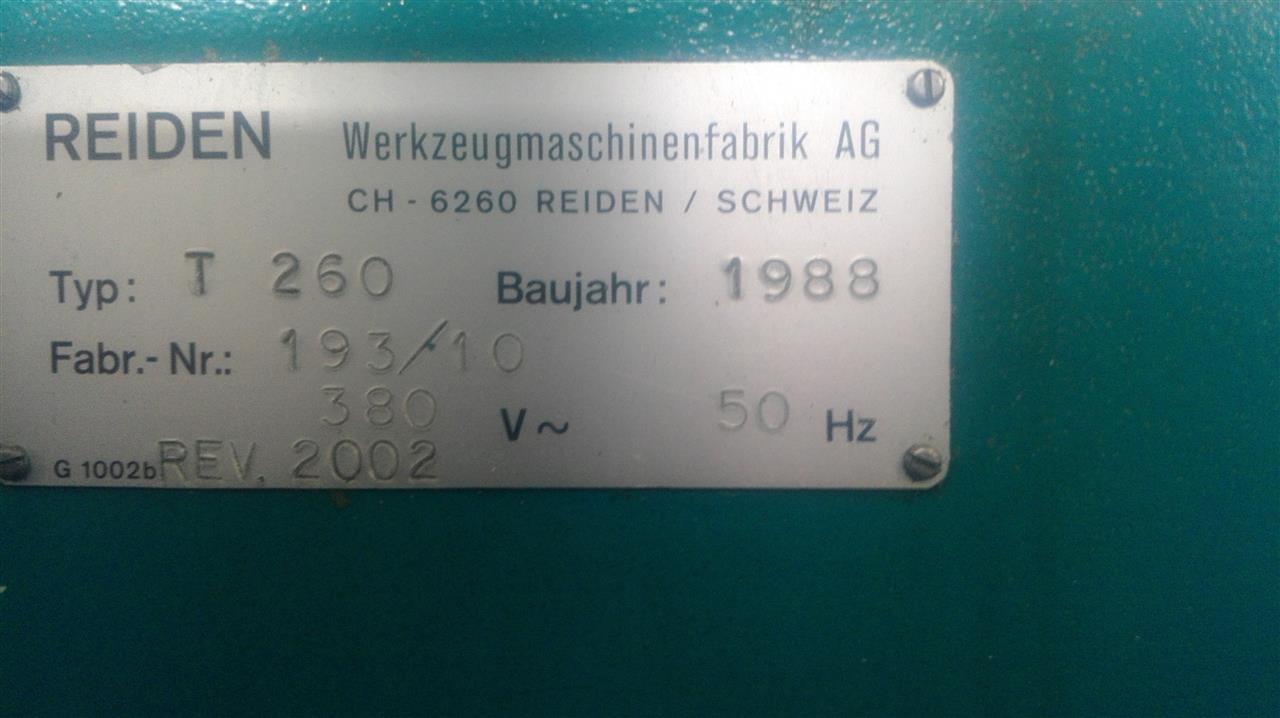 REIDEN Werkzeugmaschinenfabrik AG
CH - 6260 REIDEN / SCHWEIZ
Typ: T 260 Baujahr: 1988
Fabr.- Nr.: 193/10
380 V~ 50 Hz
G 1002b REV. 2002